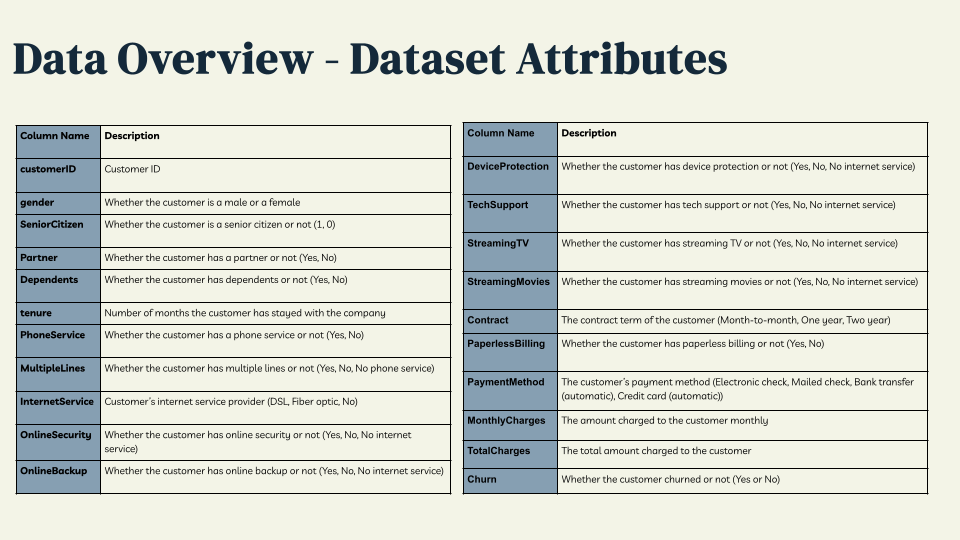 Data Overview - Dataset Attributes
Column Name Description
customerID Customer ID
gender Whether the customer is a male or a female
SeniorCitizen Whether the customer is a senior citizen or not (1, 0)
Partner Whether the customer has a partner or not (Yes, No)
Dependents Whether the customer has dependents or not (Yes, No)
tenure Number of months the customer has stayed with the company
PhoneService Whether the customer has a phone service or not (Yes, No)
MultipleLines Whether the customer has multiple lines or not (Yes, No, No phone service)
InternetService Customer's internet service provider (DSL, Fiber optic, No)
OnlineSecurity Whether the customer has online security or not (Yes, No, No internet
service)
OnlineBackup Whether the customer has online backup or not (Yes, No, No internet service)
Column Name Description
DeviceProtection Whether the customer has device protection or not (Yes, No, No internet service)
TechSupport Whether the customer has tech support or not (Yes, No, No internet service)
StreamingTV Whether the customer has streaming TV or not (Yes, No, No internet service)
StreamingMovies Whether the customer has streaming movies or not (Yes, No, No internet service)
Contract The contract term of the customer (Month-to-month, One year, Two year)
PaperlessBilling Whether the customer has paperless billing or not (Yes, No)
PaymentMethod The customer's payment method (Electronic check, Mailed check, Bank transfer
(automatic), Credit card (automatic))
MonthlyCharges The amount charged to the customer monthly
TotalCharges The total amount charged to the customer
Churn Whether the customer churned or not (Yes or No)